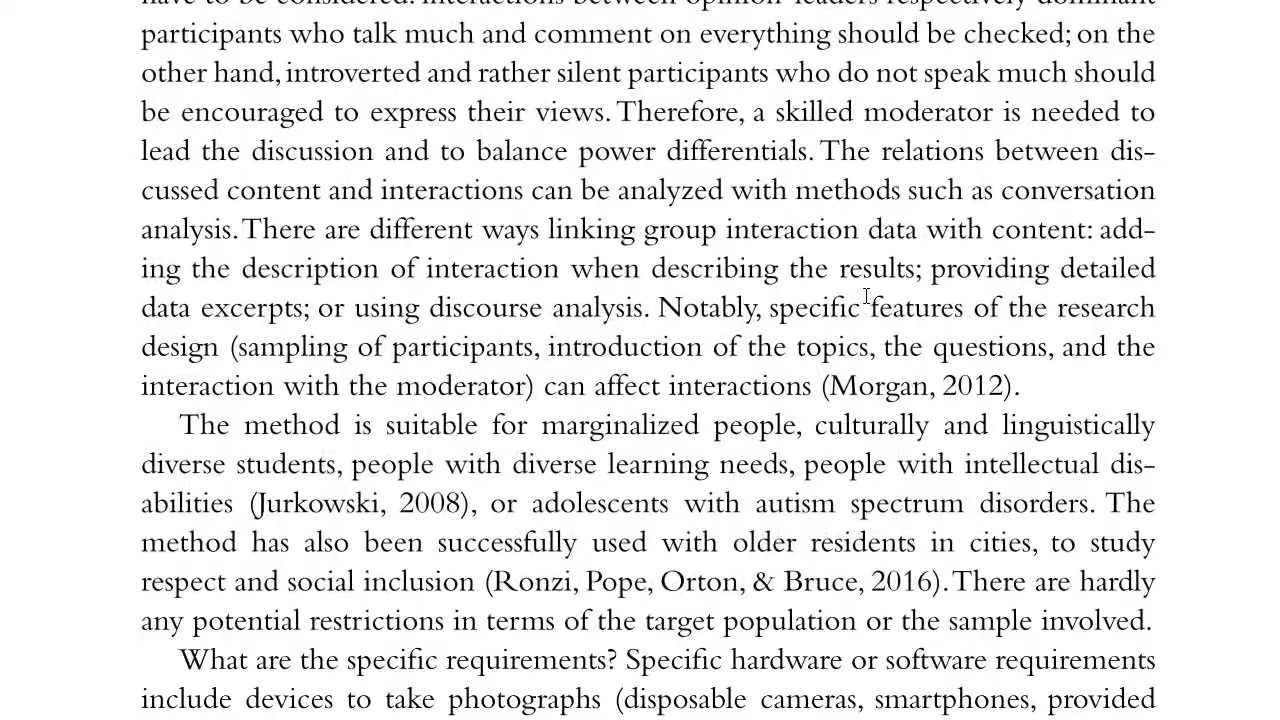 have to be considered. Interactions between opinion leaders respectively dominant
participants who talk much and comment on everything should be checked; on the
other hand, introverted and rather silent participants who do not speak much should
be encouraged to express their views. Therefore, a skilled moderator is needed to
lead the discussion and to balance power differentials. The relations between dis-
cussed content and interactions can be analyzed with methods such as conversation
analysis. There are different ways linking group interaction data with content: add-
ing the description of interaction when describing the results; providing detailed
data excerpts; or using discourse analysis. Notably, specific features of the research
design (sampling of participants, introduction of the topics, the questions, and the
interaction with the moderator) can affect interactions (Morgan, 2012).
The method is suitable for marginalized people, culturally and linguistically
diverse students, people with diverse learning needs, people with intellectual dis-
abilities (Jurkowski, 2008), or adolescents with autism spectrum disorders. The
method has also been successfully used with older residents in cities, to study
respect and social inclusion (Ronzi, Pope, Orton, & Bruce, 2016). There are hardly
any potential restrictions in terms of the target population or the sample involved.
What are the specific requirements? Specific hardware or software requirements
include devices to take photographs (disposable cameras, smartphones, provided